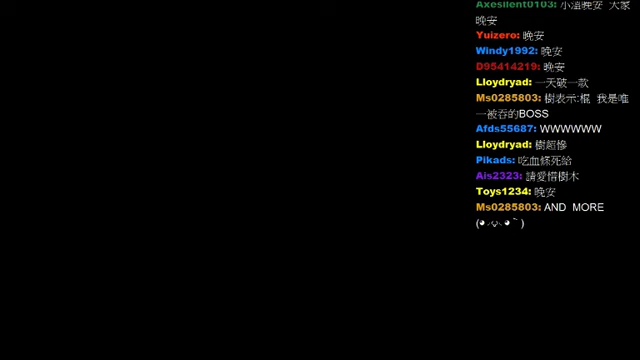 Axesilent0103: 小溫晚安 大家
晚安
Yuizero: 晚安
Windy1992: 晚安
D95414219: 晚安
Lloydryad: 一天破一款
Ms0285803: 樹表示:棍 我是唯
一被吞的BOSS
Afds55687: WWWWWW
Lloydryad: 樹超慘
Pikads: 吃血條死給
Ais2323: 請愛惜樹木
Toys1234: 晚安
Ms0285803: AND MORE